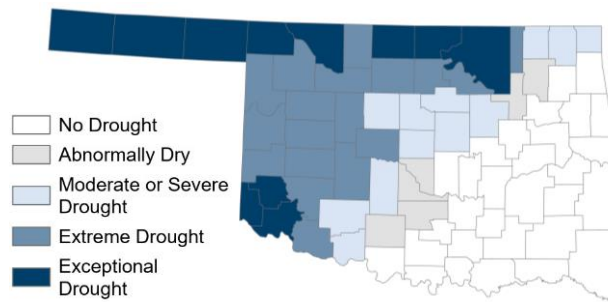 No Drought
Abnormally Dry
Moderate or Severe
Drought
Extreme Drought
Exceptional
Drought